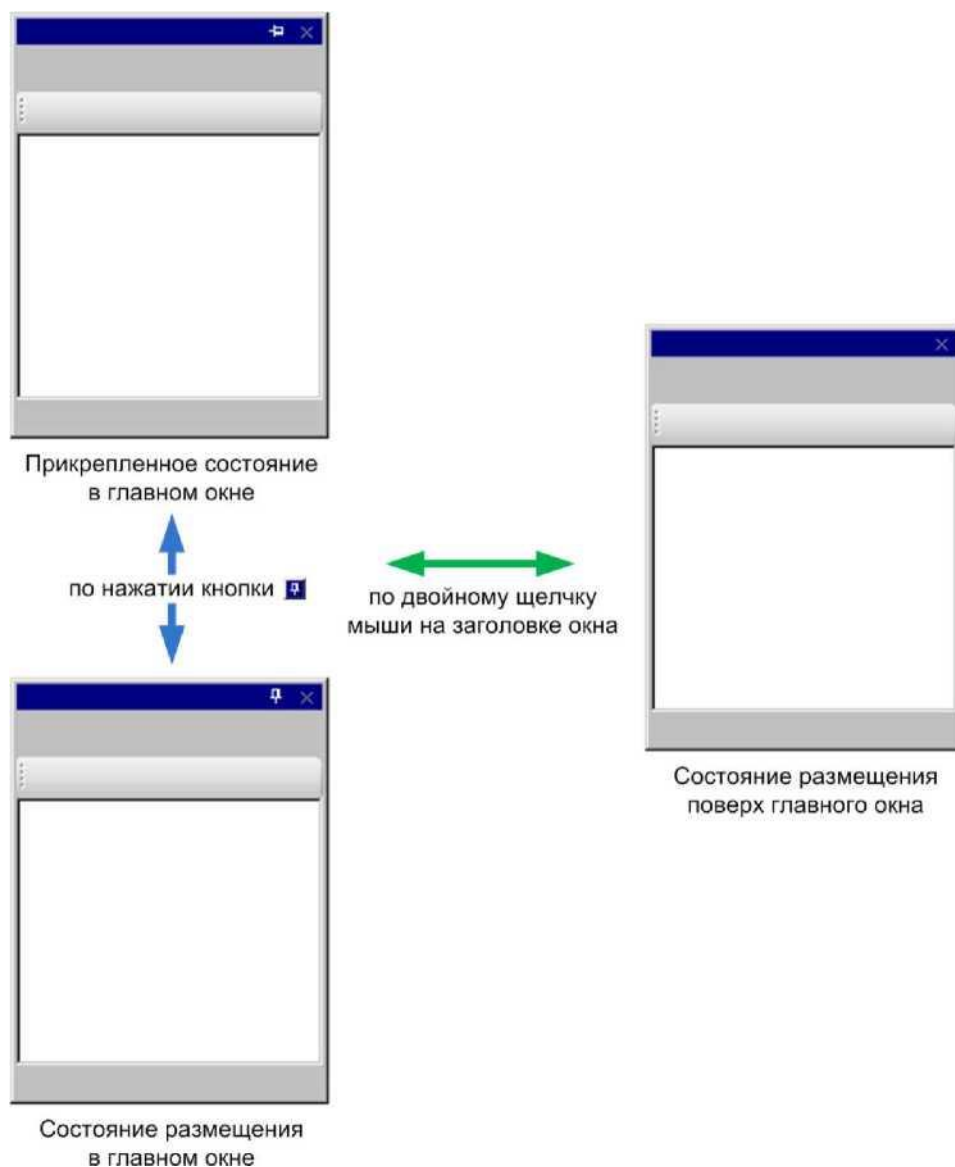 Прикрепленное состояние
в главном окне
по нажатии кнопки
по двойному щелчку
мыши на заголовке окна
Состояние размещения
поверх главного окна
Состояние размещения
в главном окне